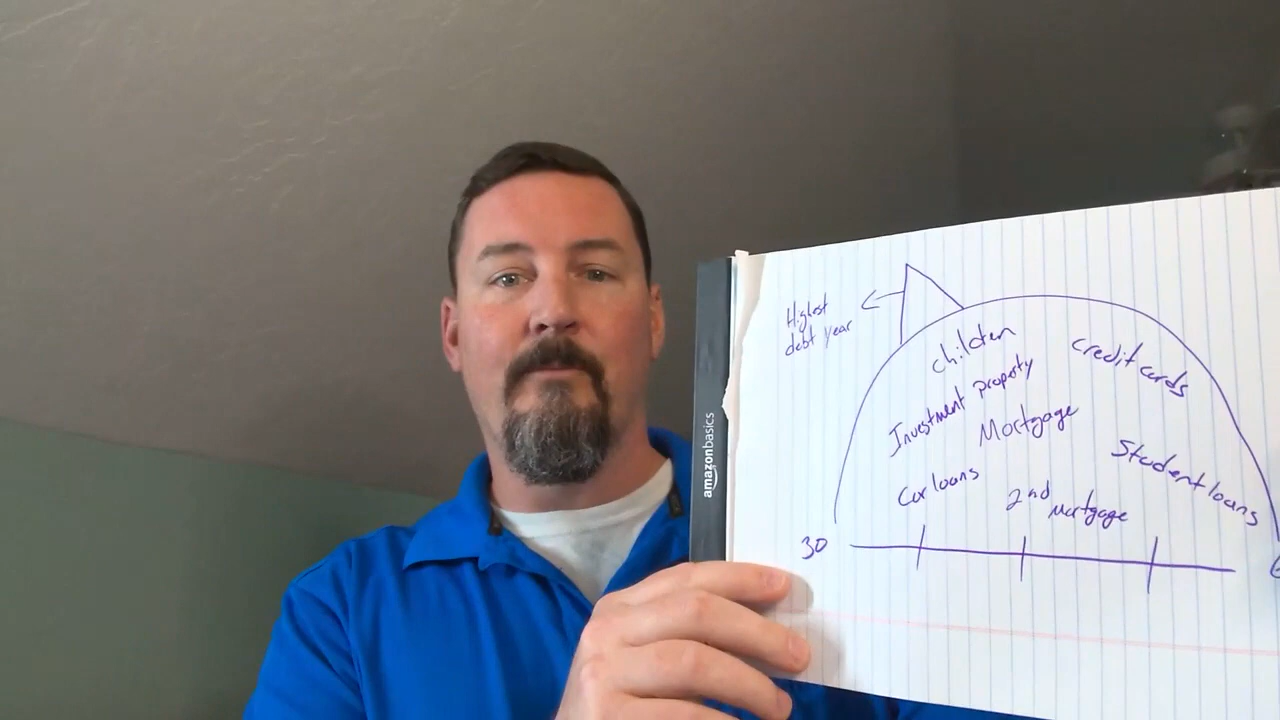 Highest
debt year
children
credit cards
Investment property
Mortgage
Student loans
Car loans
2nd
Mortgage
30
amazonbasics